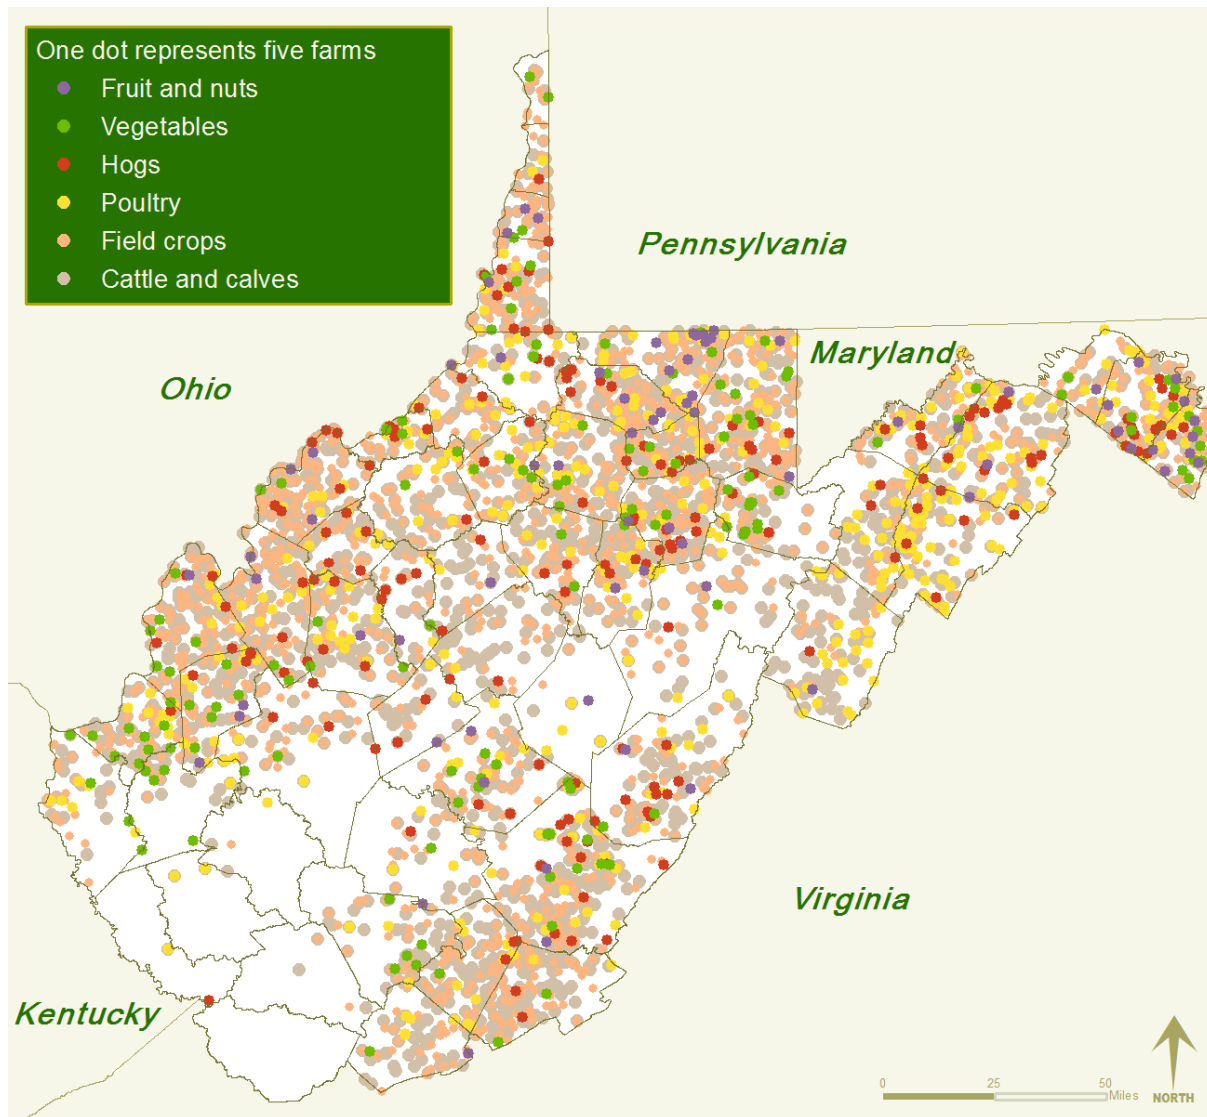 One dot represents five farms
Fruit and nuts
Vegetables
Hogs
Poultry
Field crops
Cattle and calves
Pennsylvania
Maryland
Ohio
Virginia
Kentucky
0 25 50
Miles
NORTH